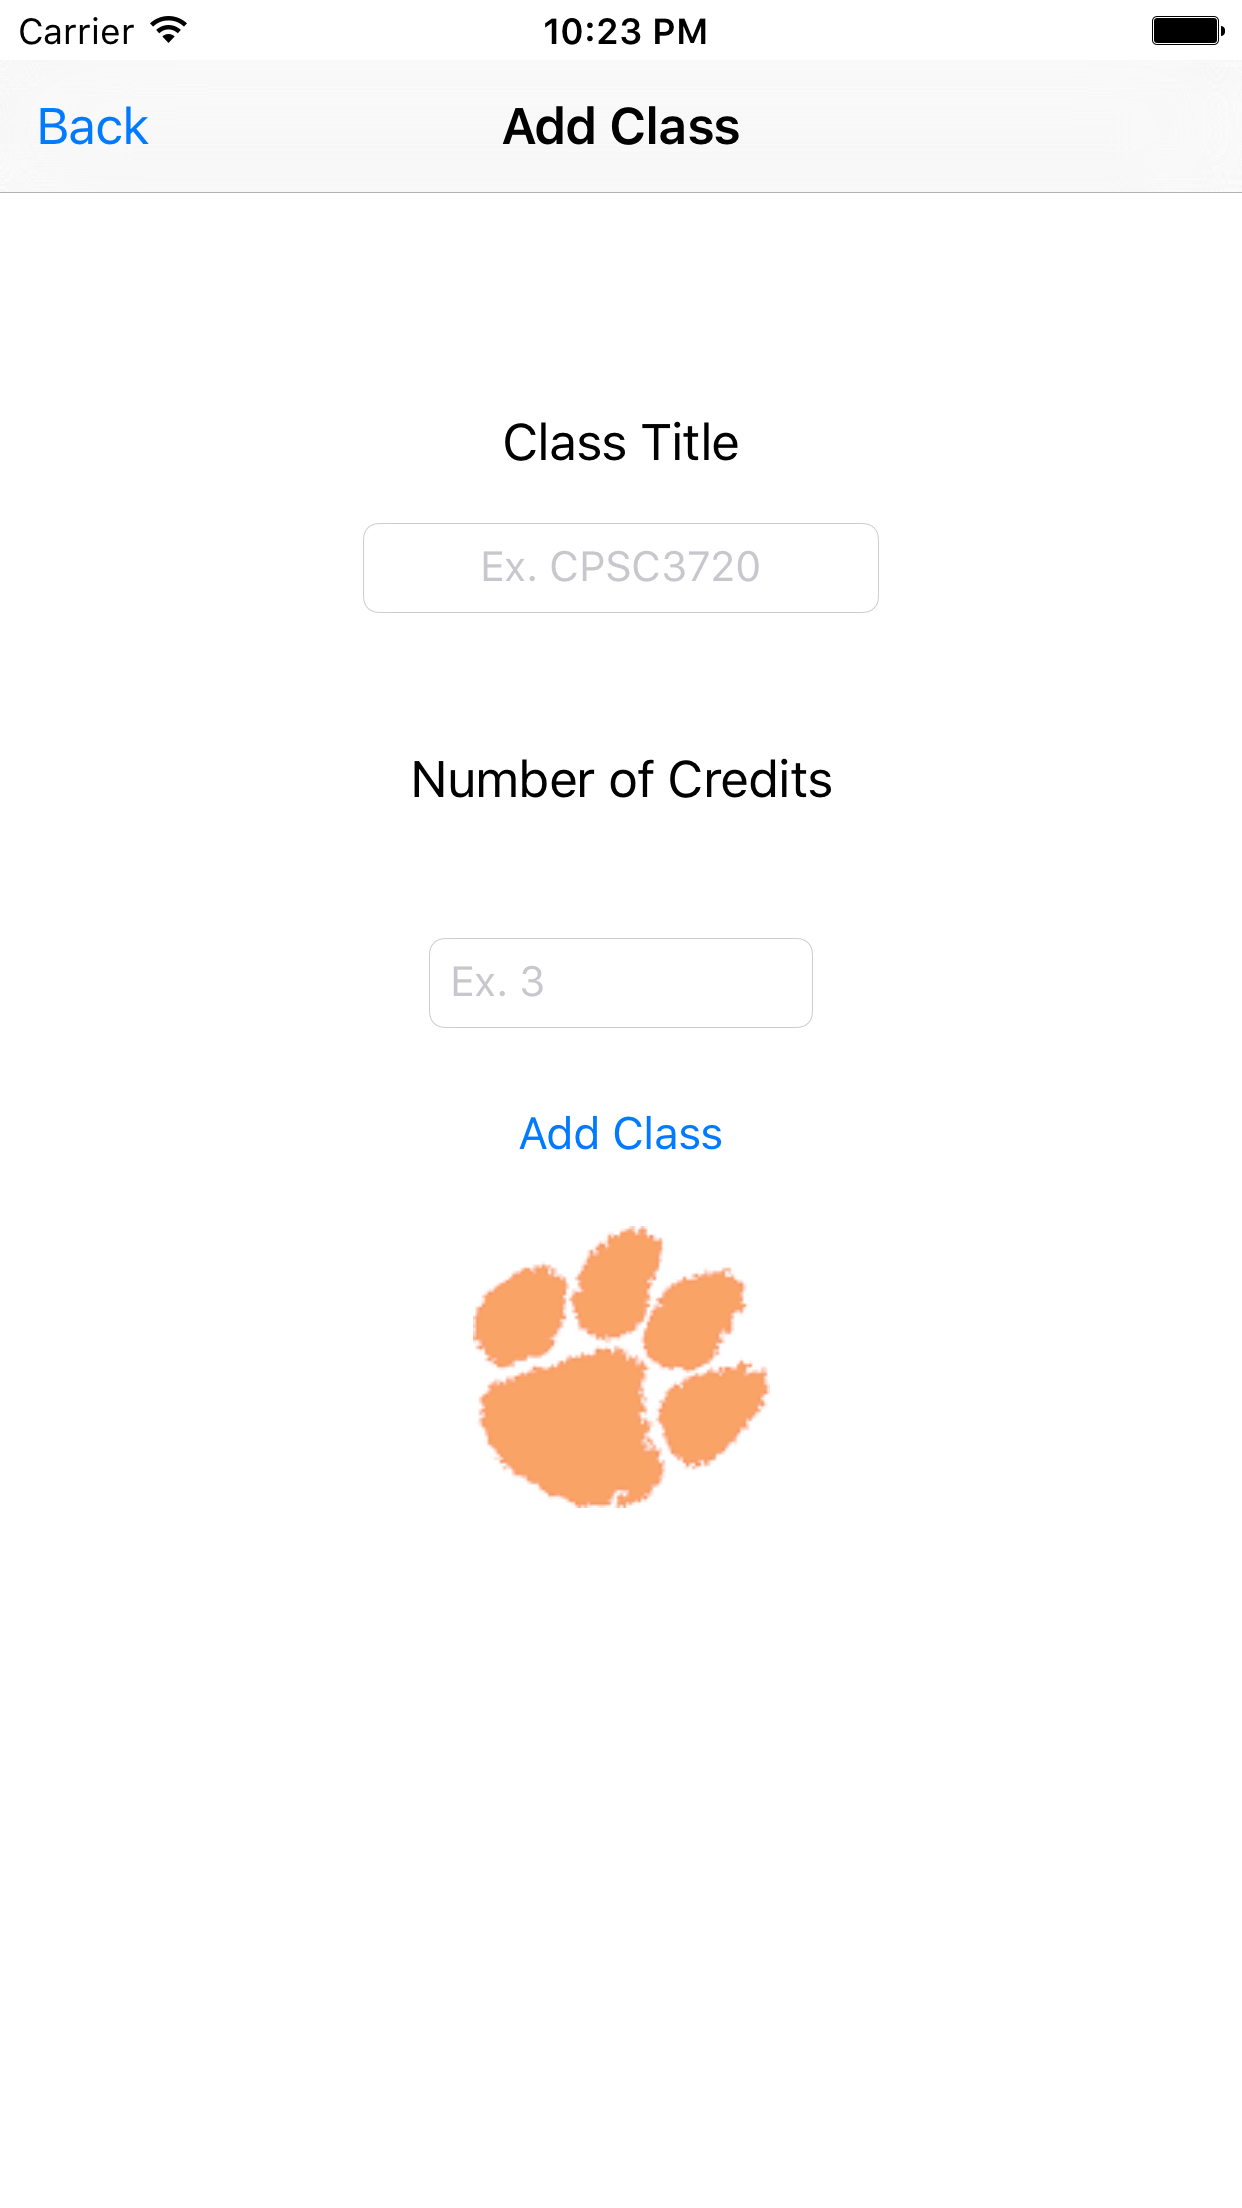 Carrier 10:23 PM
Back Add Class
Class Title
Ex. CPSC3720
Number of Credits
Ex. 3
Add Class